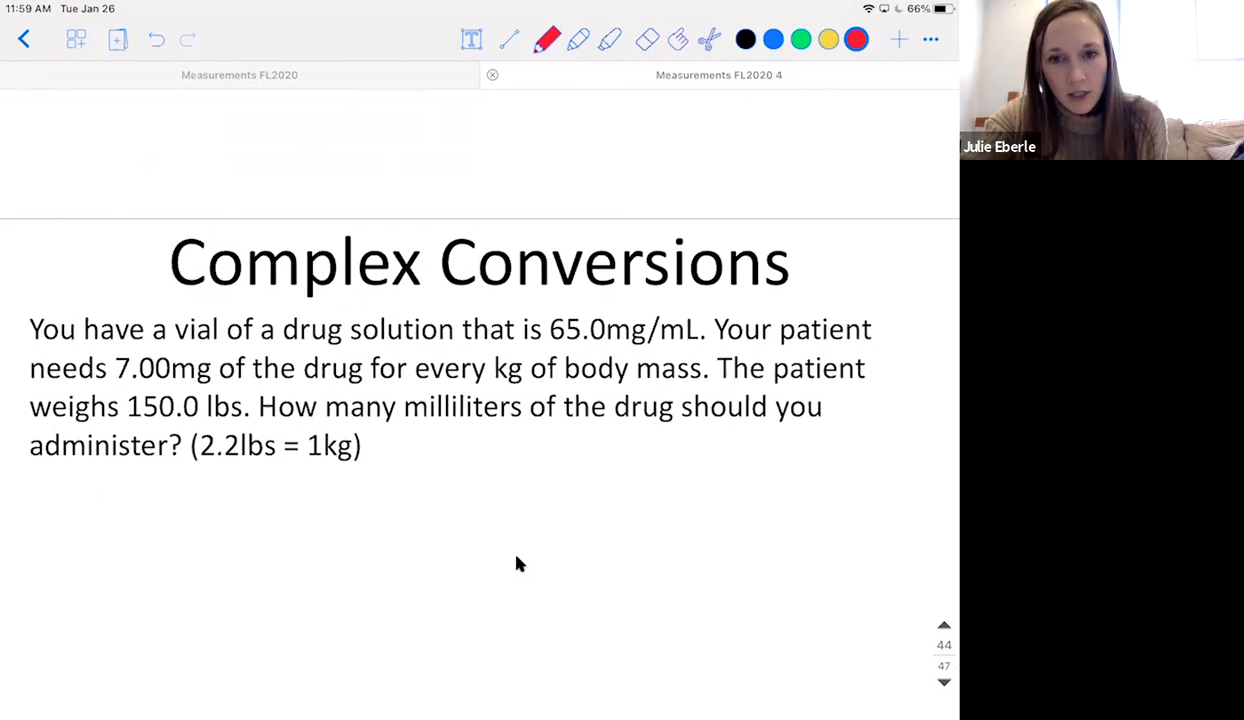 11:59 AM Tue Jan 26
66%
T
Measurements FL2020
Measurements FL2020 4
Julie Eberle
Complex Conversions
You have a vial of a drug solution that is 65.0mg/mL. Your patient
needs 7.00mg of the drug for every kg of body mass. The patient
weighs 150.0 lbs. How many milliliters of the drug should you
administer? (2.2lbs = 1kg)
44
47